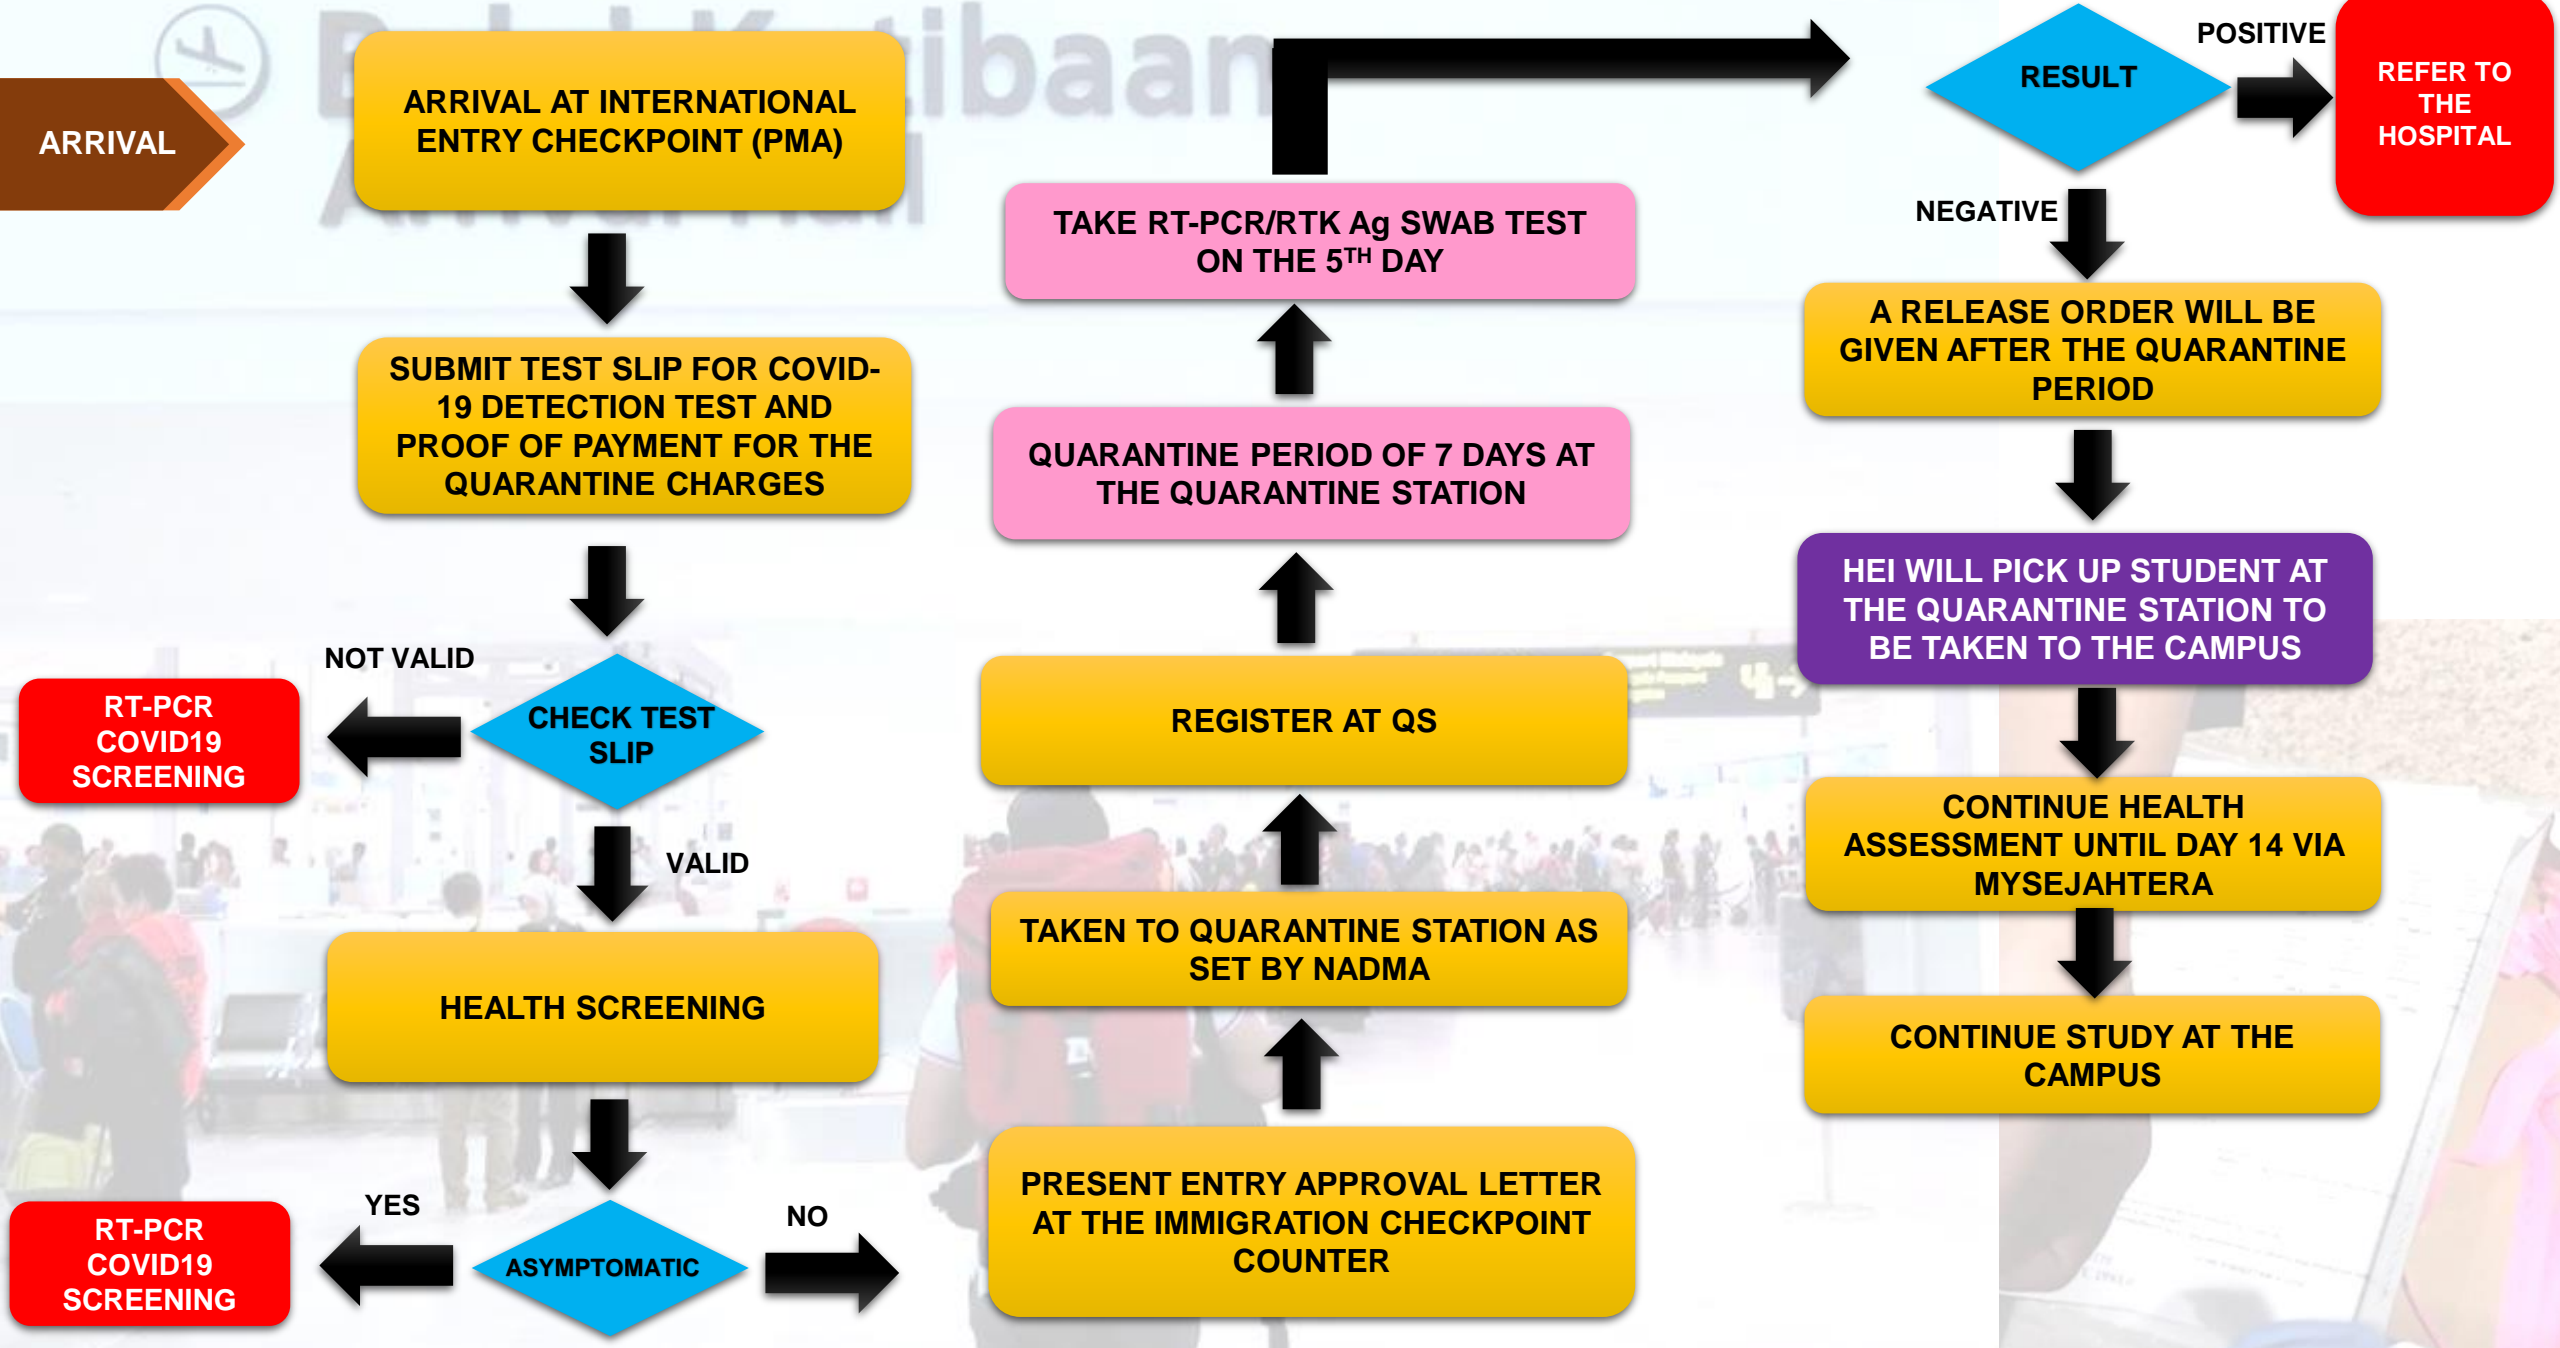 ARRIVAL
ARRIVAL AT INTERNATIONAL
ENTRY CHECKPOINT (PMA)
SUBMIT TEST SLIP FOR COVID-
19 DETECTION TEST AND
PROOF OF PAYMENT FOR THE
QUARANTINE CHARGES
NOT VALID
RT-PCR
COVID19
SCREENING
CHECK TEST
SLIP
VALID
HEALTH SCREENING
YES
RT-PCR
COVID19
SCREENING
ASYMPTOMATIC
NO
PRESENT ENTRY APPROVAL LETTER
AT THE IMMIGRATION CHECKPOINT
COUNTER
TAKEN TO QUARANTINE STATION AS
SET BY NADMA
REGISTER AT QS
QUARANTINE PERIOD OF 7 DAYS AT
THE QUARANTINE STATION
TAKE RT-PCR/RTK Ag SWAB TEST
ON THE 5TH DAY
RESULT
POSITIVE
REFER TO
THE
HOSPITAL
NEGATIVE
A RELEASE ORDER WILL BE
GIVEN AFTER THE QUARANTINE
PERIOD
HEI WILL PICK UP STUDENT AT
THE QUARANTINE STATION TO
BE TAKEN TO THE CAMPUS
CONTINUE HEALTH
ASSESSMENT UNTIL DAY 14 VIA
MYSEJAHTERA
CONTINUE STUDY AT THE
CAMPUS